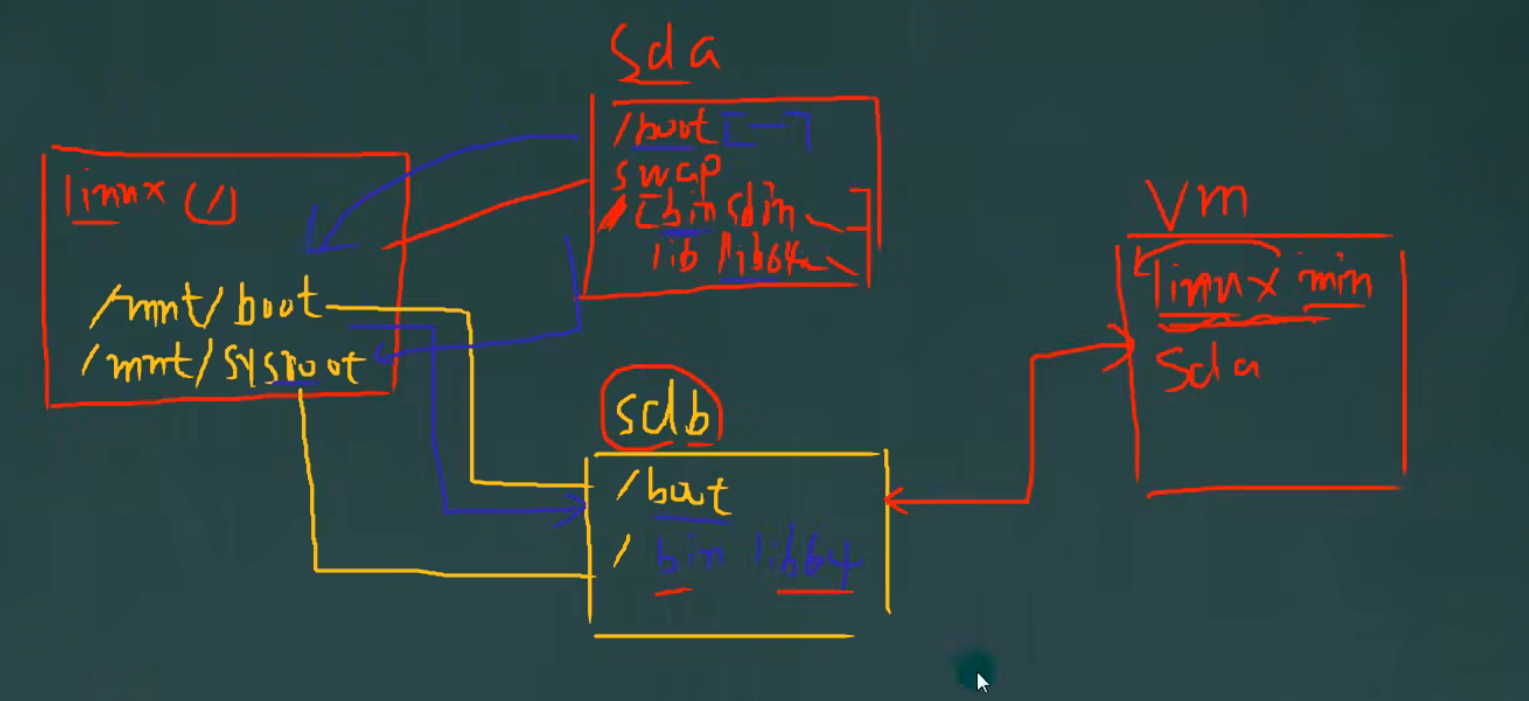 Sda
/boot [—]
swap
/ [bin sbin
lib lib64
linux (/)
/mnt/boot
/mnt/sysroot
sdb
/boot
/ bin lib64
Vm
linux min
Sda